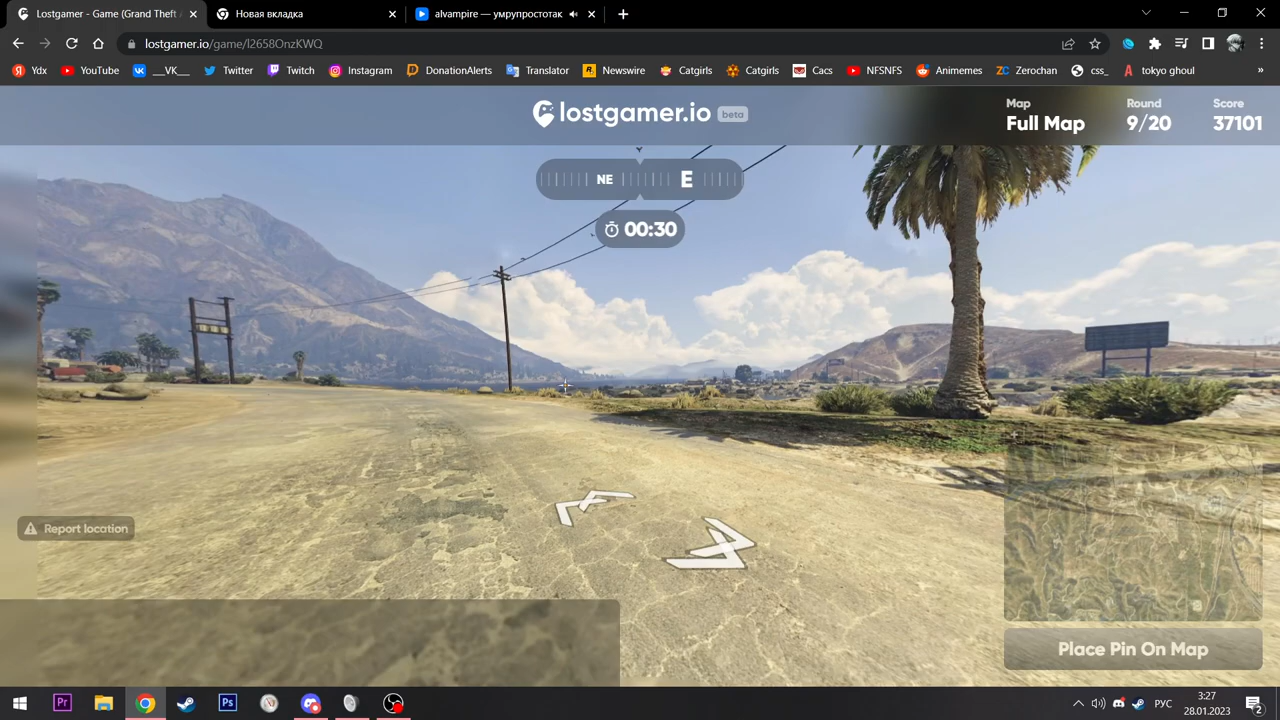 Lostgamer - Game (Grand Theft A
Новая вкладка
alvampire — умрупростотак
lostgamer.io/game/l2658OnzKWQ
Ydx
YouTube
___VK__
Twitter
Twitch
Instagram
DonationAlerts
Translator
Newswire
Catgirls
Catgirls
Cacs
NFSNFS
Animemes
Zerochan
css_
tokyo ghoul
lostgamer.io beta
Map
Full Map
Round
9/20
Score
37101
NE
E
00:30
Report location
Place Pin On Map
РУС
3:27
28.01.2023
2